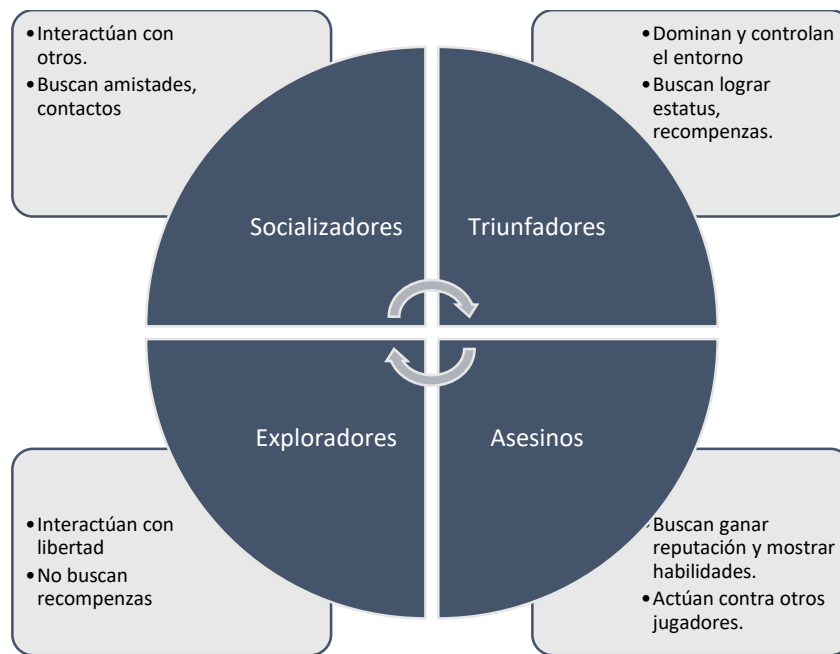 •Interactúan con
otros.
•Buscan amistades,
contactos
•Dominan y controlan
el entorno
•Buscan lograr
estatus,
recompenzas.
Socializadores
Triunfadores
Exploradores
Asesinos
•Interactúan con
libertad
•No buscan
recompenzas
•Buscan ganar
reputación y mostrar
habilidades.
•Actúan contra otros
jugadores.